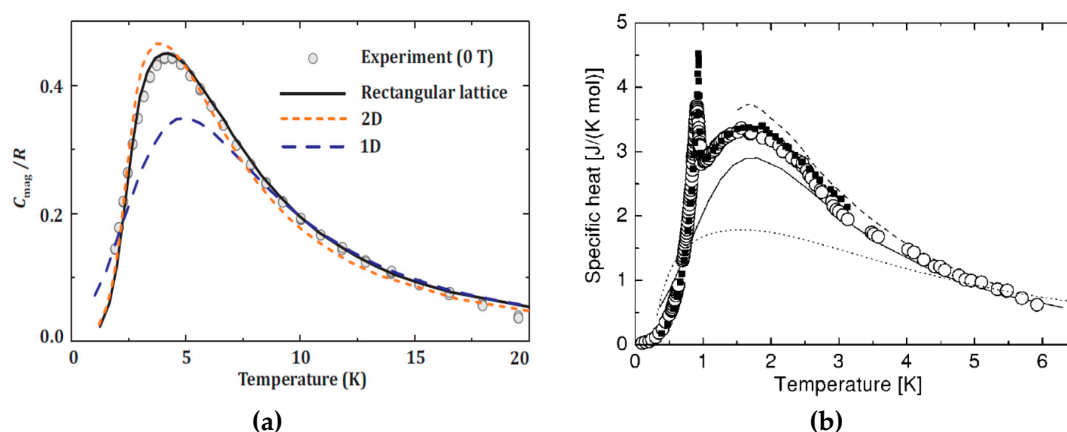 C_mag/R
0.4
0.2
0.0
0 5 10 15 20
Temperature (K)
Experiment (0 T)
Rectangular lattice
2D
1D
(a)
Specific heat [J/(K mol)]
5
4
3
2
1
0
0 1 2 3 4 5 6
Temperature [K]
(b)